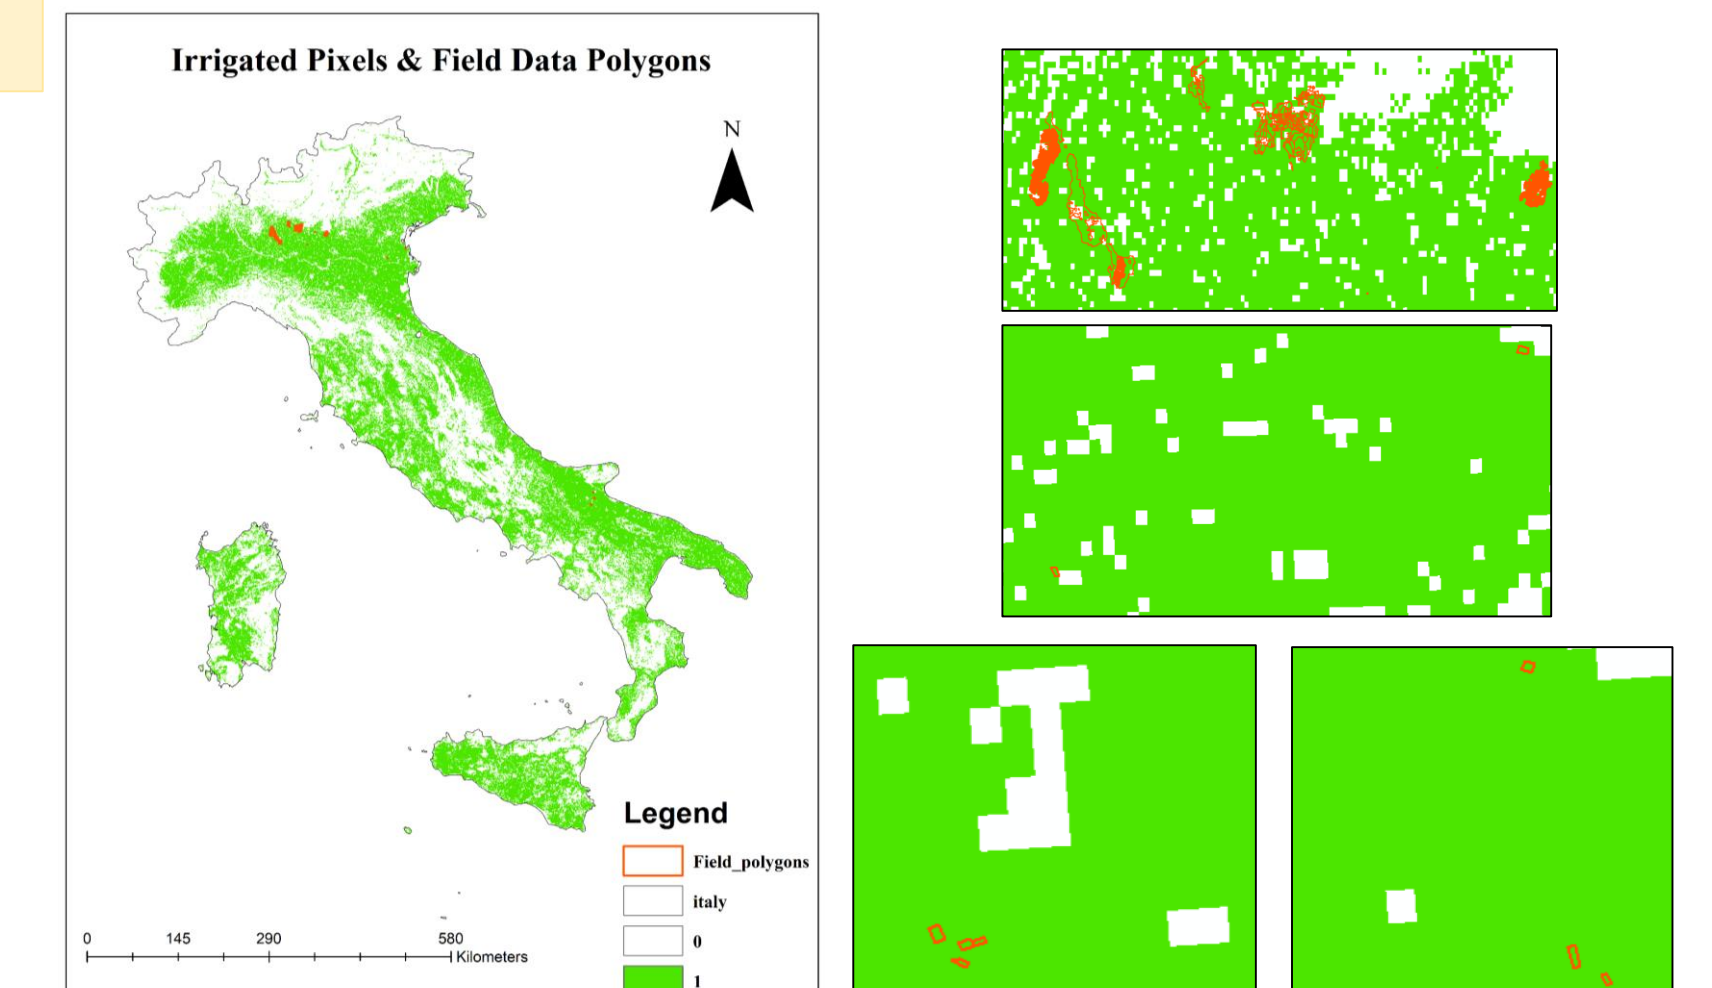 Irrigated Pixels & Field Data Polygons
N
Legend
Field_polygons
italy
0
1
0 145 290 580
Kilometers